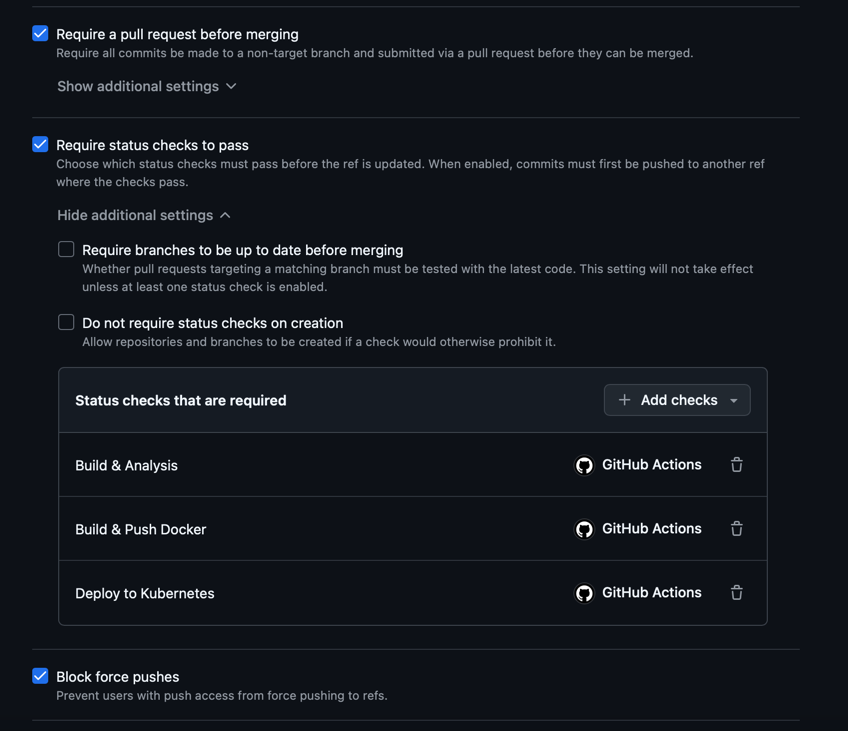 Require a pull request before merging
Require all commits be made to a non-target branch and submitted via a pull request before they can be merged.
Show additional settings
Require status checks to pass
Choose which status checks must pass before the ref is updated. When enabled, commits must first be pushed to another ref
where the checks pass.
Hide additional settings
Require branches to be up to date before merging
Whether pull requests targeting a matching branch must be tested with the latest code. This setting will not take effect
unless at least one status check is enabled.
Do not require status checks on creation
Allow repositories and branches to be created if a check would otherwise prohibit it.
Status checks that are required
Add checks
Build & Analysis
GitHub Actions
Build & Push Docker
GitHub Actions
Deploy to Kubernetes
GitHub Actions
Block force pushes
Prevent users with push access from force pushing to refs.